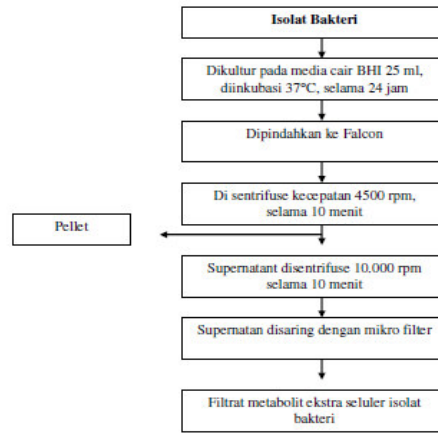 Isolat Bakteri
Dikultur pada media cair BHI 25 ml,
diinkubasi 37°C, selama 24 jam
Dipindahkan ke Falcon
Di sentrifuse kecepatan 4500 rpm,
selama 10 menit
Pellet
Supernatant disentrifuse 10.000 rpm
selama 10 menit
Supernatan disaring dengan mikro filter
Filtrat metabolit ekstra seluler isolat
bakteri